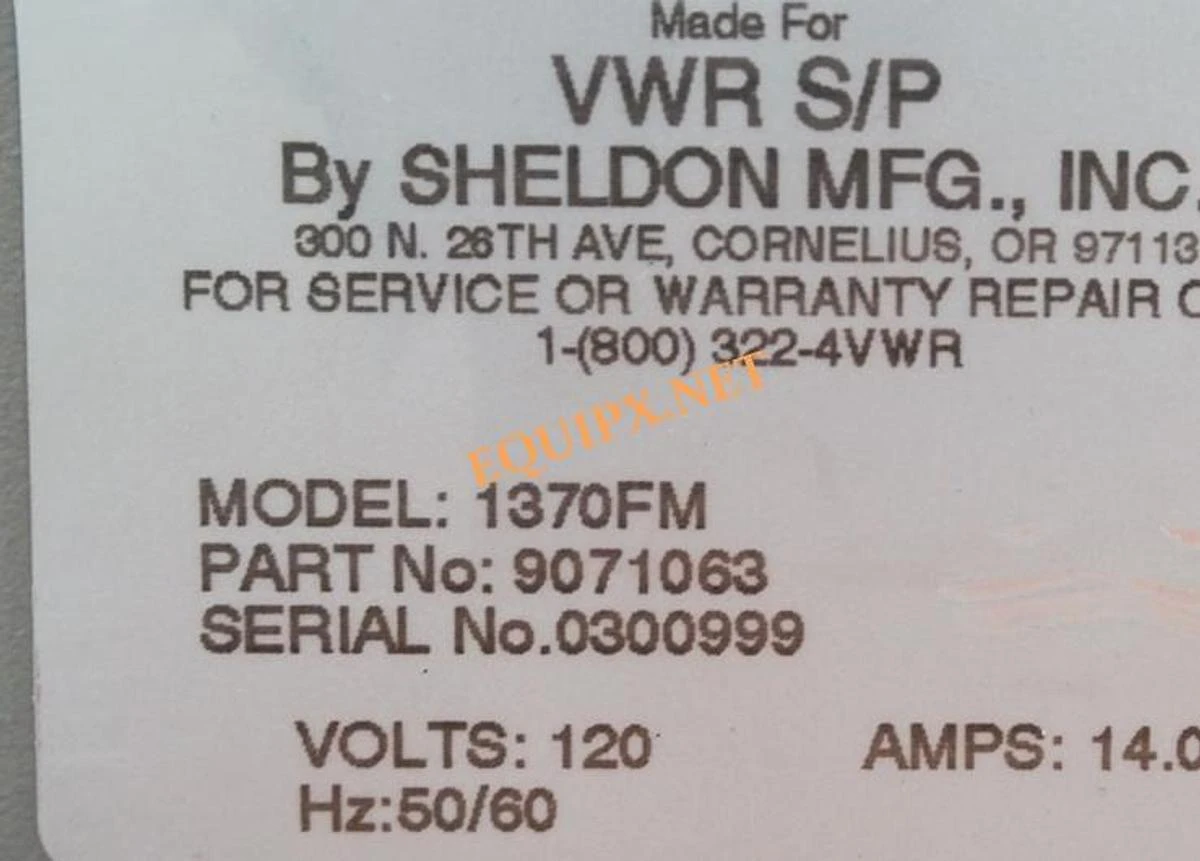 Made For
VWR S/P
By SHELDON MFG., INC.
300 N. 26TH AVE, CORNELIUS, OR 97113
FOR SERVICE OR WARRANTY REPAIR
1-(800) 322-4VWR
EQUIPX.NET
MODEL: 1370FM
PART No: 9071063
SERIAL No.0300999
VOLTS: 120 AMPS: 14.0
Hz:50/60